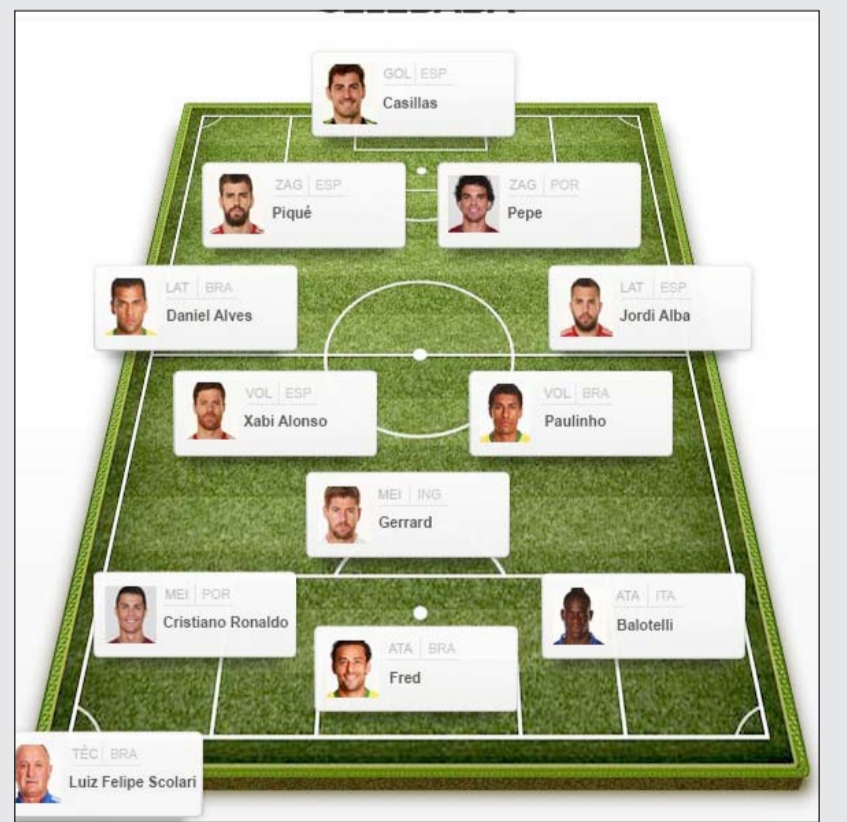 GOL | ESP
Casillas
ZAG | ESP
Piqué
ZAG | POR
Pepe
LAT | BRA
Daniel Alves
LAT | ESP
Jordi Alba
VOL | ESP
Xabi Alonso
VOL | BRA
Paulinho
MEI | ING
Gerrard
MEI | POR
Cristiano Ronaldo
ATA | ITA
Balotelli
ATA | BRA
Fred
TÉC | BRA
Luiz Felipe Scolari